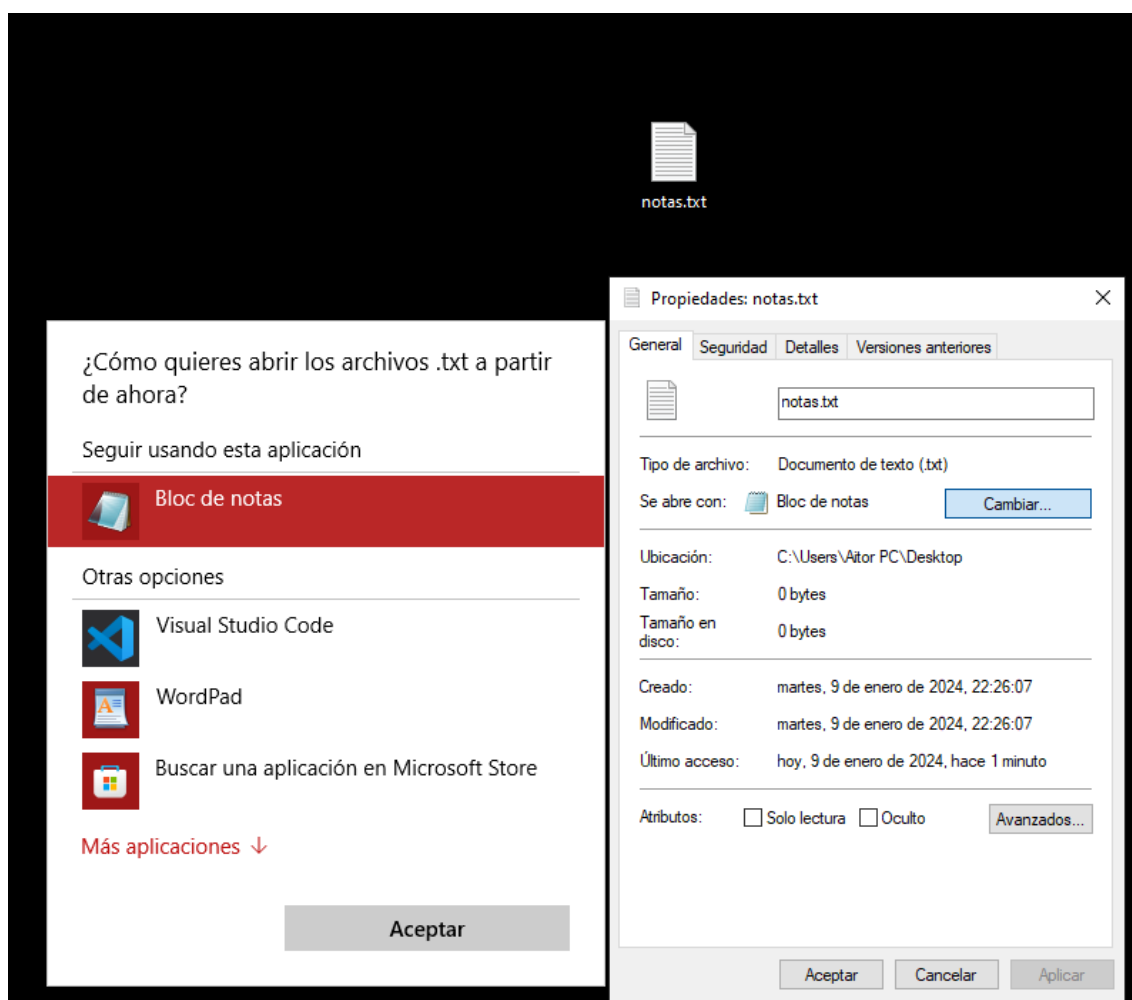 notas.txt
¿Cómo quieres abrir los archivos .txt a partir
de ahora?
Seguir usando esta aplicación
Bloc de notas
Otras opciones
Visual Studio Code
WordPad
Buscar una aplicación en Microsoft Store
Más aplicaciones ↓
Aceptar
Propiedades: notas.txt
General Seguridad Detalles Versiones anteriores
notas.txt
Tipo de archivo: Documento de texto (.txt)
Se abre con: Bloc de notas Cambiar...
Ubicación: C:\Users\Aitor PC\Desktop
Tamaño: 0 bytes
Tamaño en
disco: 0 bytes
Creado: martes, 9 de enero de 2024, 22:26:07
Modificado: martes, 9 de enero de 2024, 22:26:07
Último acceso: hoy, 9 de enero de 2024, hace 1 minuto
Atributos: Solo lectura Oculto Avanzados...
Aceptar Cancelar Aplicar